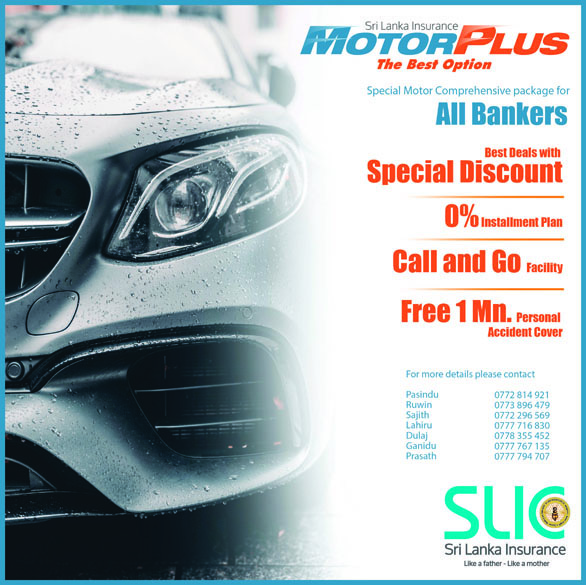 Sri Lanka Insurance
MOTORPLUS
The Best Option
Special Motor Comprehensive package for
All Bankers
Best Deals with
Special Discount
0% Installment Plan
Call and Go Facility
Free 1 Mn. Personal
Accident Cover
For more details please contact
Pasindu 0772 814 921
Ruwin 0773 896 479
Sajith 0772 296 569
Lahiru 0777 716 830
Dulaj 0778 355 452
Ganidu 0777 767 135
Prasath 0777 794 707
SLIC
Sri Lanka Insurance
Like a father - Like a mother